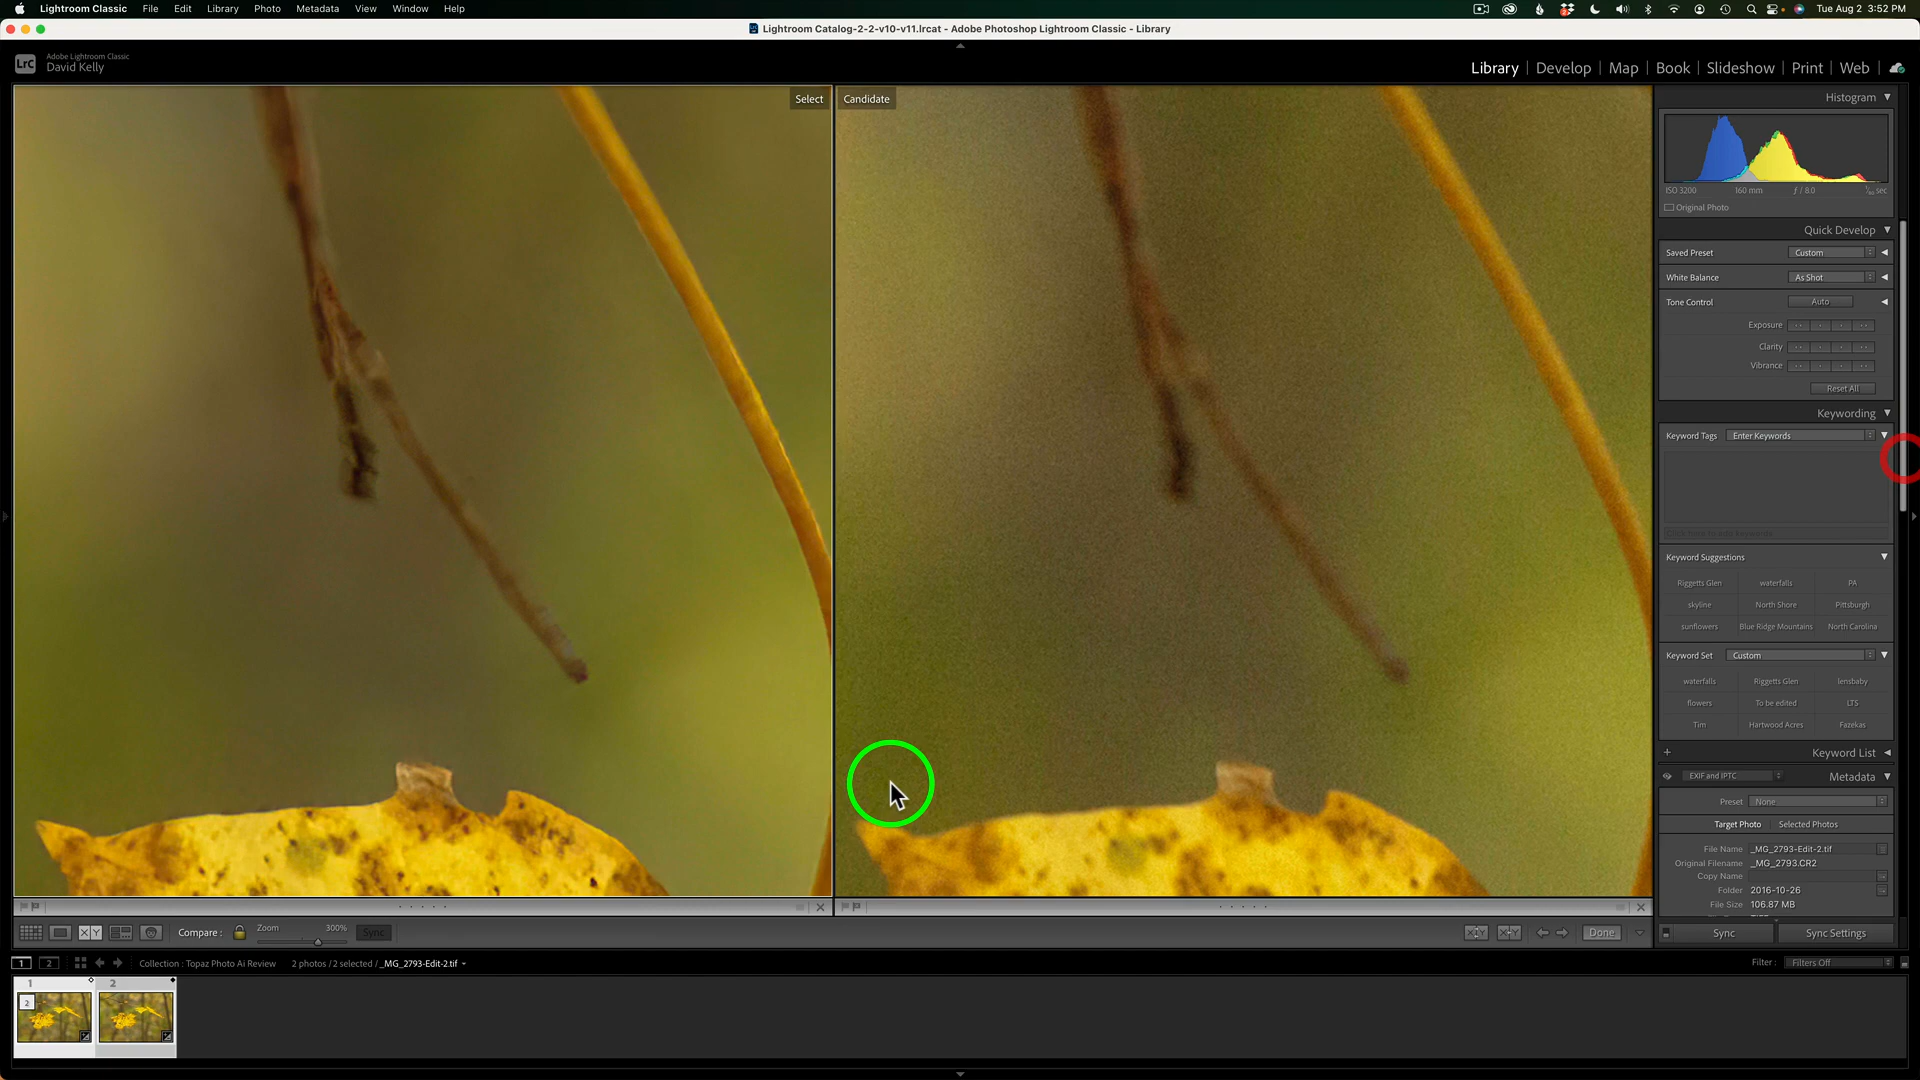 Lightroom Classic File Edit Library Photo Metadata View Window Help Tue Aug 2 3:52 PM
Lightroom Catalog-2-2-v10-v11.lrcat - Adobe Photoshop Lightroom Classic - Library
LrC Adobe Lightroom Classic
David Kelly
Library | Develop | Map | Book | Slideshow | Print | Web
Select
Candidate
Histogram
ISO 3200 160 mm ƒ / 8.0 sec
Original Photo
Quick Develop
Saved Preset Custom
White Balance As Shot
Tone Control Auto
Exposure
Clarity
Vibrance
Reset All
Keywording
Keyword Tags Enter Keywords
Keyword Suggestions
Riggetts Glen waterfalls PA
skyline North Shore Pittsburgh
sunflowers Blue Ridge Mountains North Carolina
Keyword Set Custom
waterfalls Riggetts Glen lensbaby
flowers To be edited LTS
Tim Hartwood Acres Fazekas
Keyword List
EXIF and IPTC Metadata
Preset None
Target Photo Selected Photos
File Name _MG_2793-Edit-2.tif
Original Filename _MG_2793.CR2
Copy Name
Folder 2016-10-26
File Size 106.87 MB
X Y Compare : Zoom 300% Sync Done
Sync Sync Settings
1 2 Collection : Topaz Photo Ai Review 2 photos / 2 selected / _MG_2793-Edit-2.tif Filter : Filters Off
1 2
2